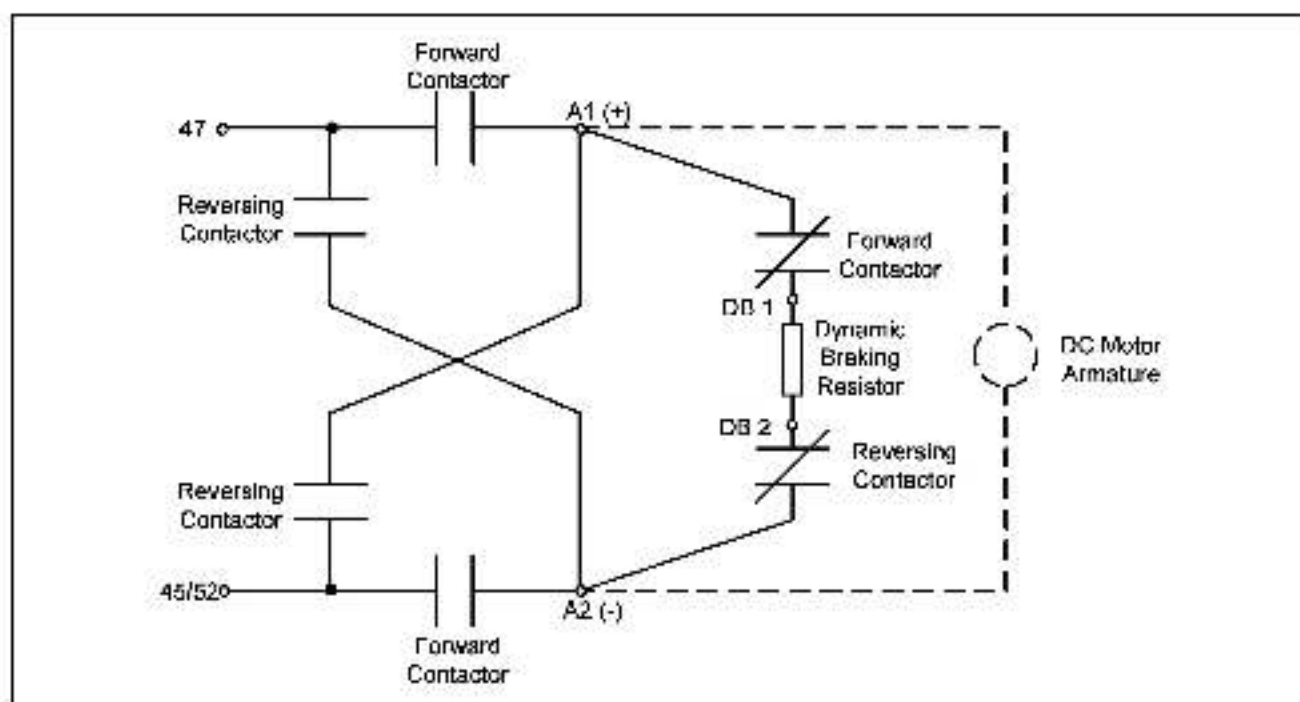 Forward
Contactor
47
A1 (+)
Reversing
Contactor
Forward
Contactor
DB 1
Dynamic
Braking
Resistor
DC Motor
Armature
DB 2
Reversing
Contactor
Reversing
Contactor
45/52
A2 (-)
Forward
Contactor